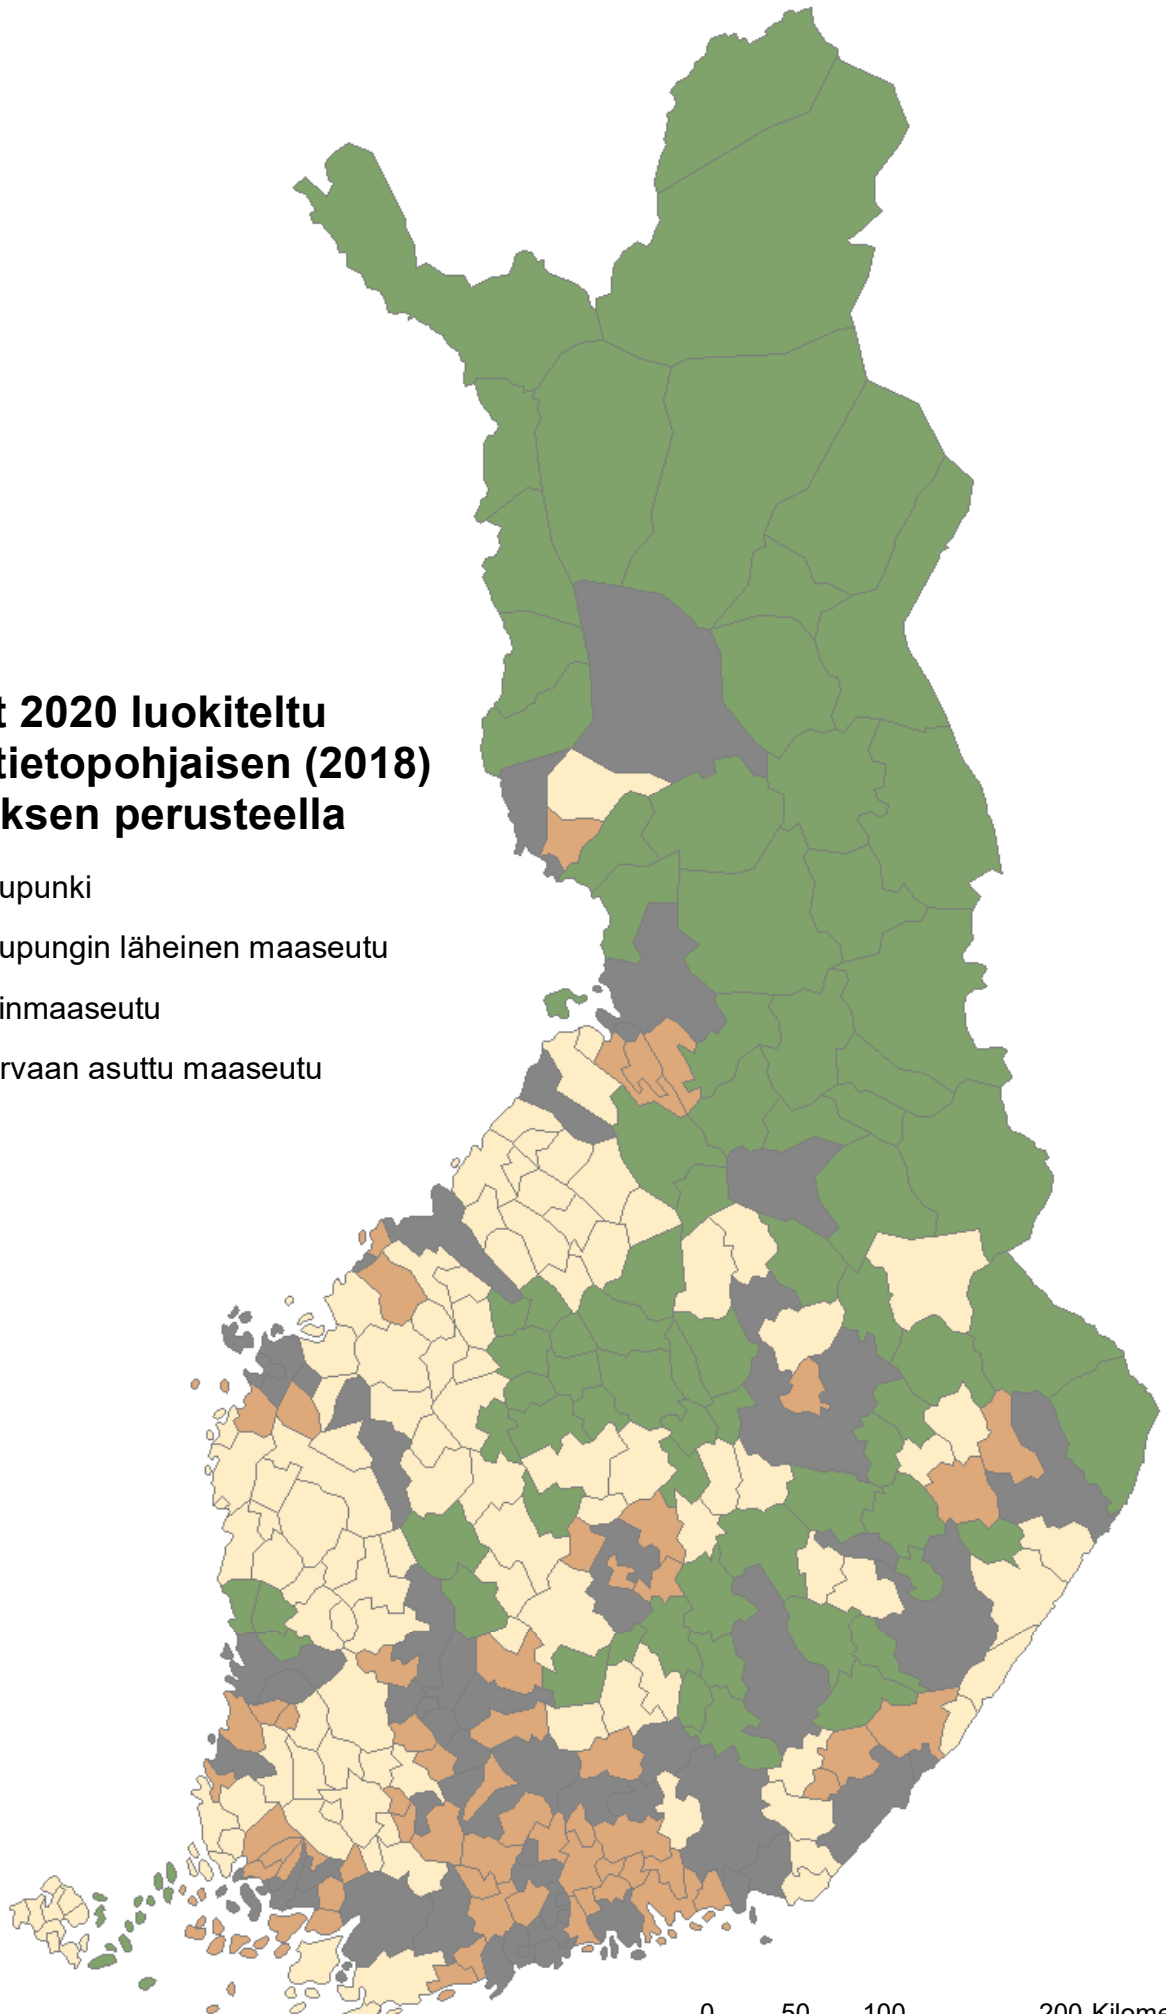 t 2020 luokiteltu
tietopohjaisen (2018)
ksen perusteella
upunki
upungin läheinen maaseutu
inmaaseutu
rvaan asuttu maaseutu
0 50 100 200 Kilome